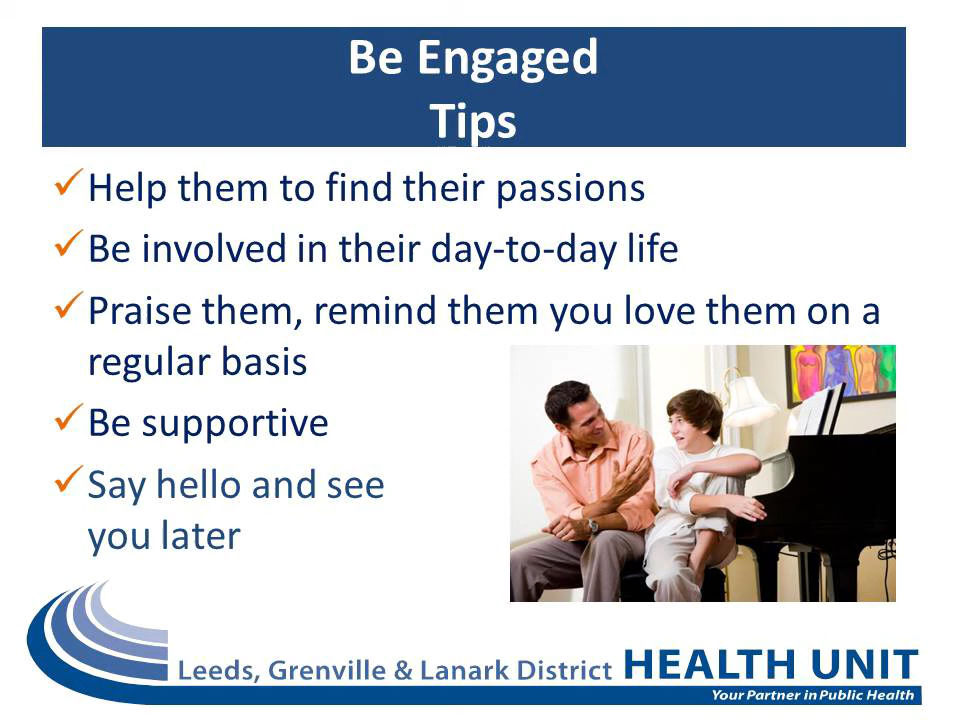 Be Engaged
Tips
Help them to find their passions
Be involved in their day-to-day life
Praise them, remind them you love them on a
regular basis
Be supportive
Say hello and see
you later
Leeds, Grenville & Lanark District HEALTH UNIT
Your Partner in Public Health